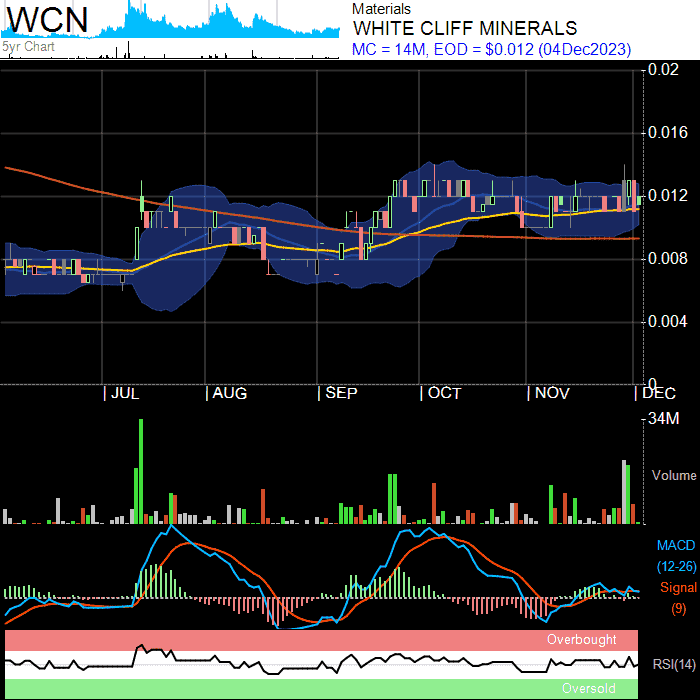 WCN
5yr Chart
Materials
WHITE CLIFF MINERALS
MC = 14M, EOD = $0.012 (04Dec2023)
0.02
0.016
0.012
0.008
0.004
0
JUL
AUG
SEP
OCT
NOV
DEC
34M
Volume
MACD
(12-26)
Signal
(9)
Overbought
RSI(14)
Oversold